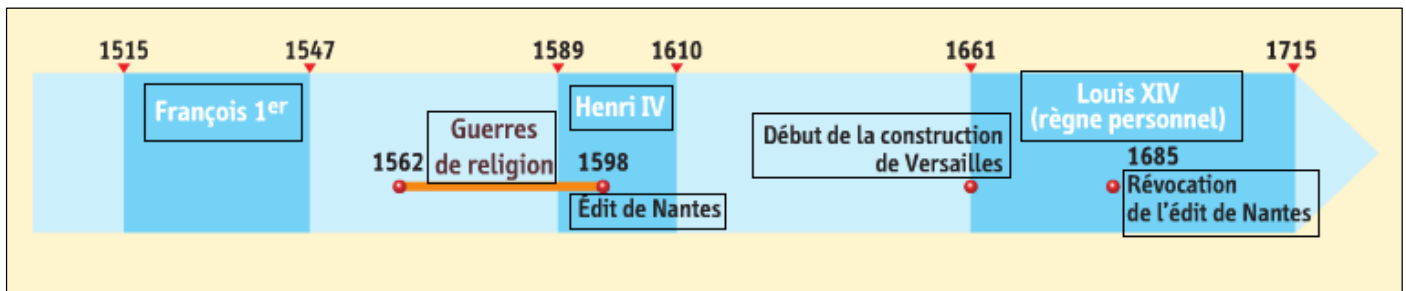 1515 1547 1589 1610 1661 1715
François 1er
Henri IV
Louis XIV
(règne personnel)
Guerres
de religion
1562
1598
Édit de Nantes
Début de la construction
de Versailles
1685
Révocation
de l'édit de Nantes